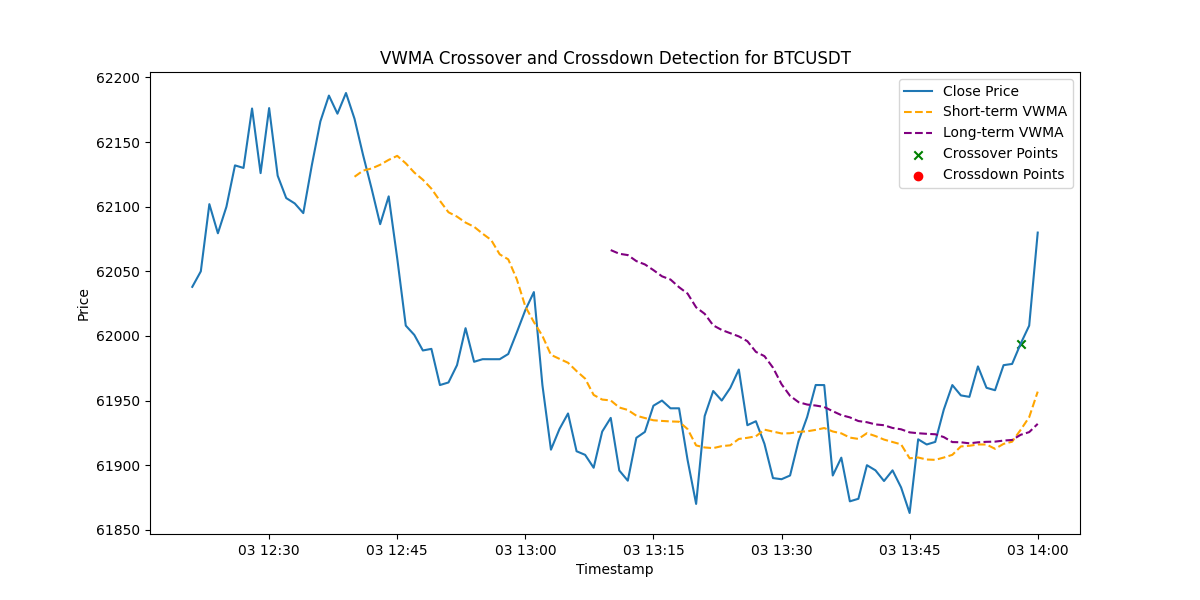 VWMA Crossover and Crossdown Detection for BTCUSDT
Close Price
Short-term VWMA
Long-term VWMA
Crossover Points
Crossdown Points
Price
62200
62150
62100
62050
62000
61950
61900
61850
03 12:30 03 12:45 03 13:00 03 13:15 03 13:30 03 13:45 03 14:00
Timestamp